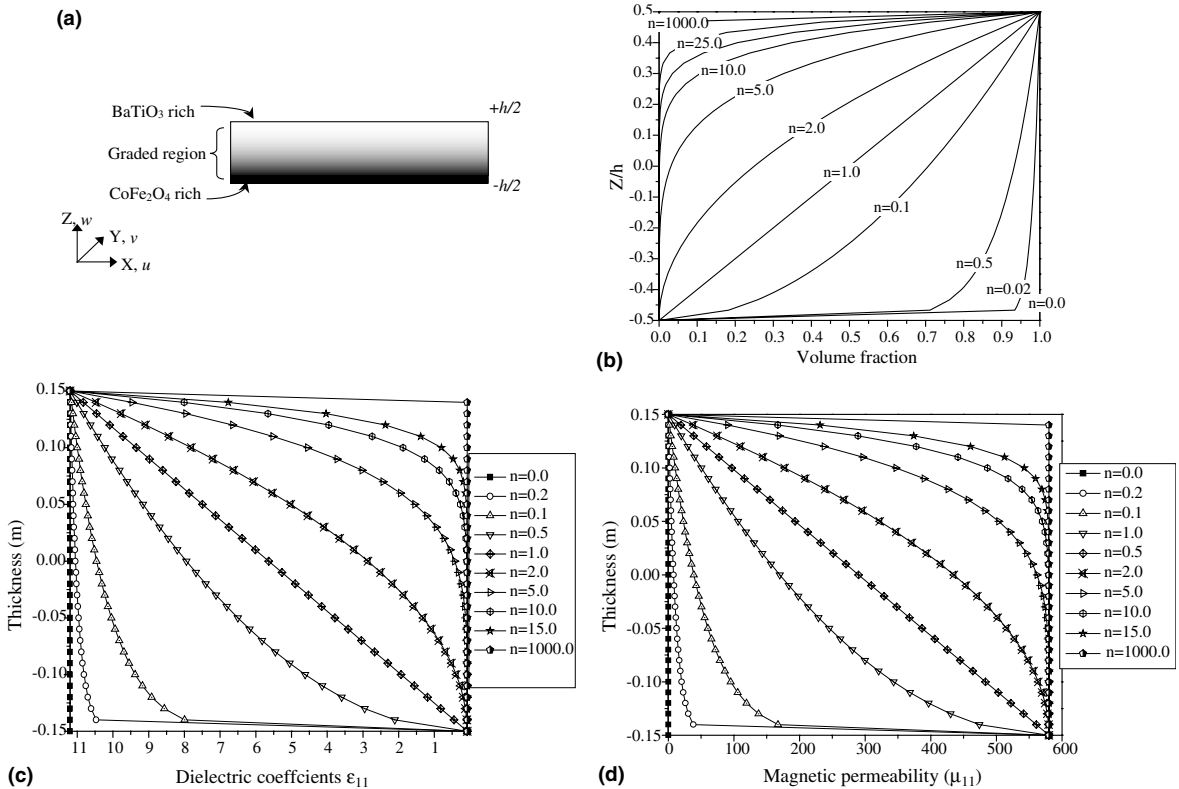 (a)
BaTiO3 rich
+h/2
Graded region
-h/2
CoFe2O4 rich
Z, w
Y, v
X, u
0.5
0.4
0.3
0.2
0.1
0.0
-0.1
-0.2
-0.3
-0.4
-0.5
Z/h
n=1000.0
n=25.0
n=10.0
n=5.0
n=2.0
n=1.0
n=0.1
n=0.5
n=0.02
n=0.0
0.0 0.1 0.2 0.3 0.4 0.5 0.6 0.7 0.8 0.9 1.0
Volume fraction
(b)
0.15
0.10
0.05
0.00
-0.05
-0.10
-0.15
Thickness (m)
n=0.0
n=0.2
n=0.1
n=0.5
n=1.0
n=2.0
n=5.0
n=10.0
n=15.0
n=1000.0
11 10 9 8 7 6 5 4 3 2 1
Dielectric coeffcients ε11
(c)
0.15
0.10
0.05
0.00
-0.05
-0.10
-0.15
Thickness (m)
n=0.0
n=0.2
n=0.1
n=1.0
n=0.5
n=2.0
n=5.0
n=10.0
n=15.0
n=1000.0
0 100 200 300 400 500 600
Magnetic permeability (μ11)
(d)